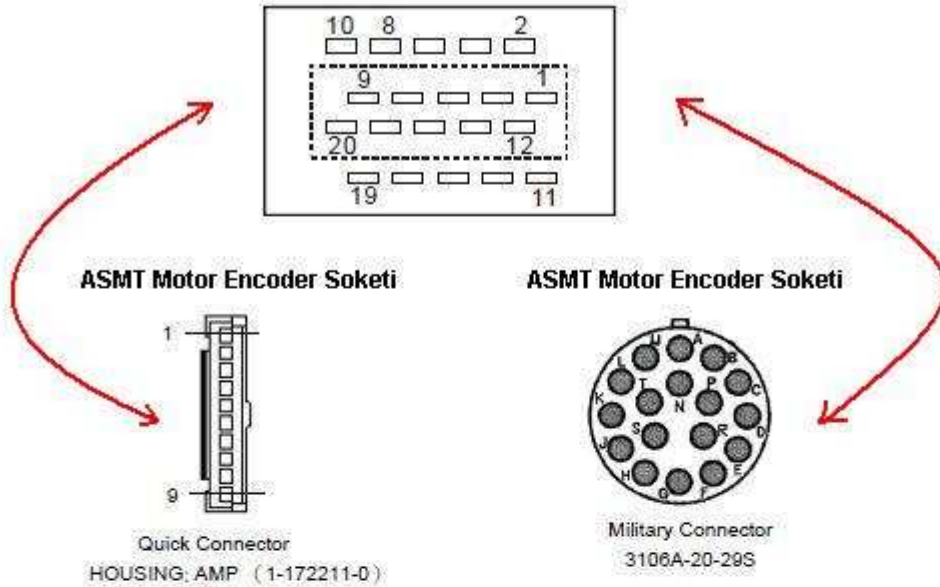 10 8 2
9 1
20 12
19 11
ASMT Motor Encoder Soketi
ASMT Motor Encoder Soketi
1
9
U A B
L C
T P
K N D
S R
J E
H G F
Quick Connector
HOUSING; AMP (1-172211-0)
Military Connector
3106A-20-29S